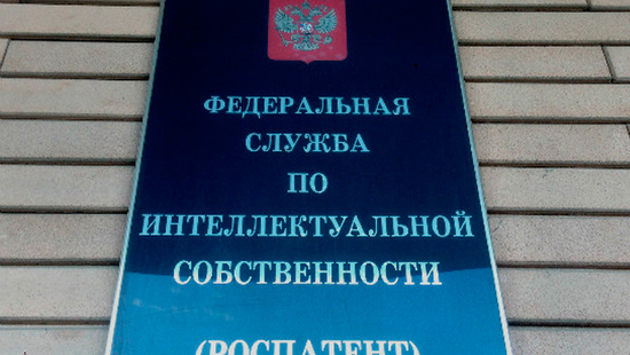 ФЕДЕРАЛЬНАЯ
СЛУЖБА
ПО
ИНТЕЛЛЕКТУАЛЬНОЙ
СОБСТВЕННОСТИ
(РОСПАТЕНТ)